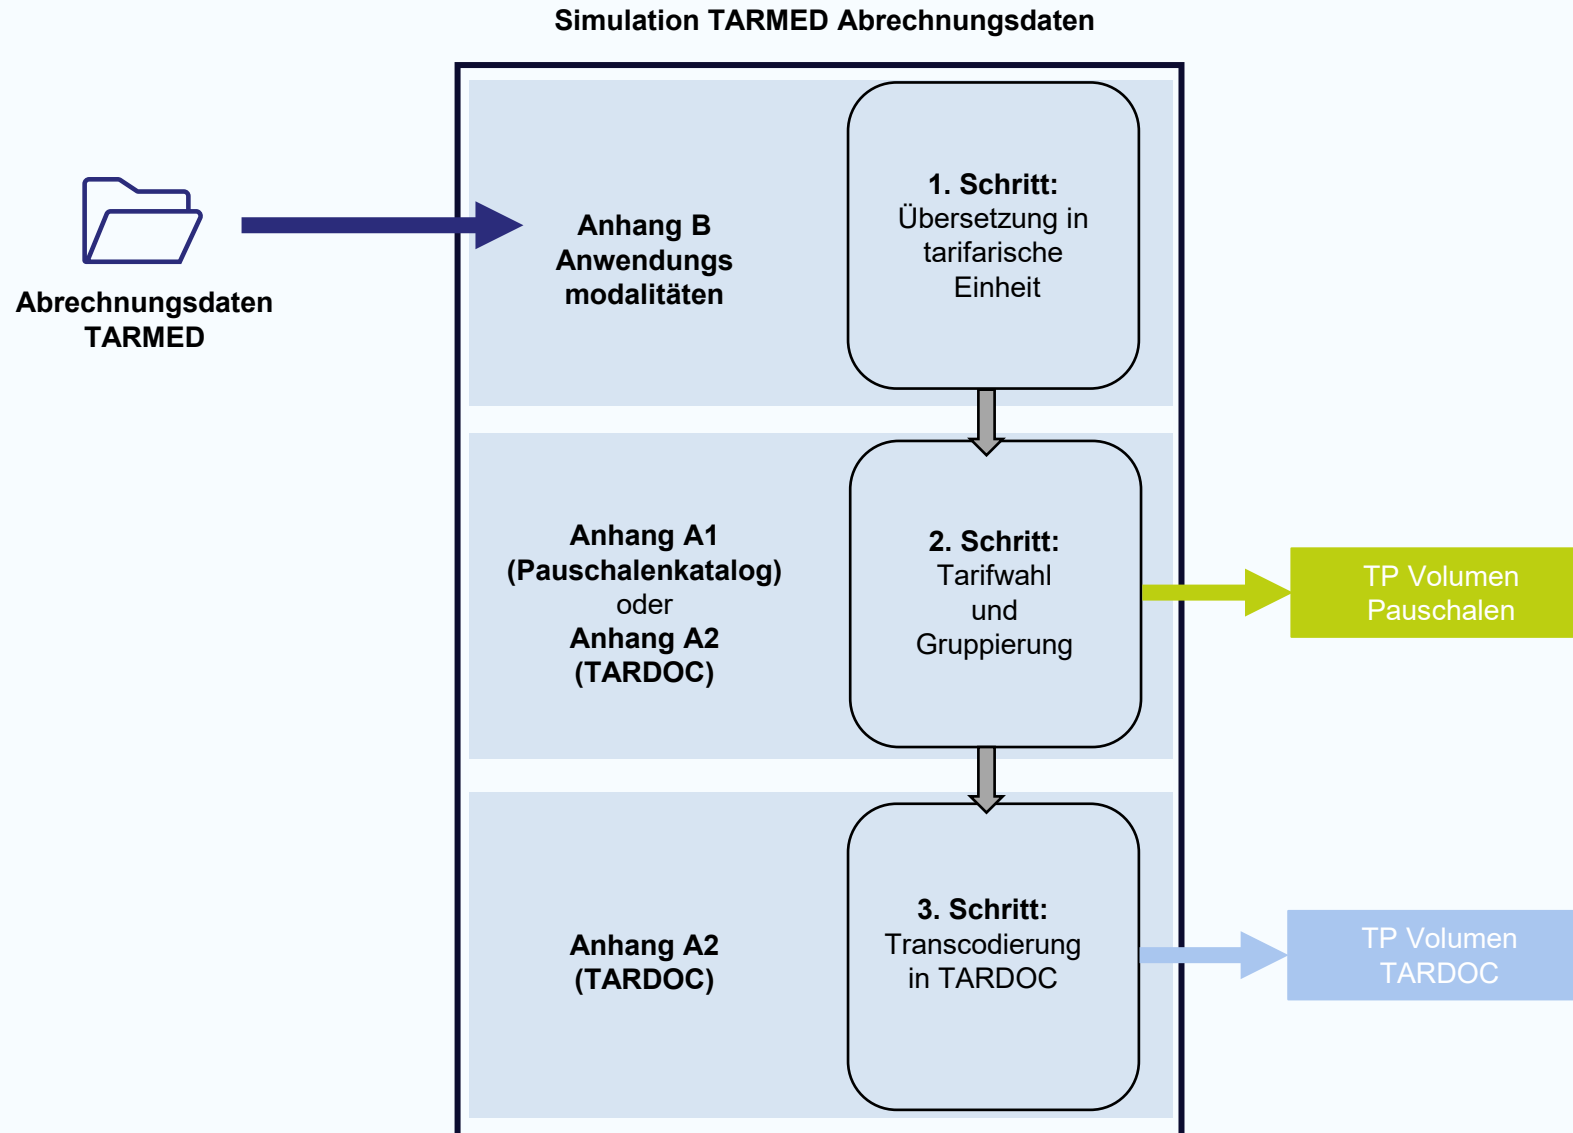 Simulation TARMED Abrechnungsdaten
Abrechnungsdaten
TARMED
Anhang B
Anwendungs
modalitäten
1. Schritt:
Übersetzung in
tarifarische
Einheit
Anhang A1
(Pauschalenkatalog)
oder
Anhang A2
(TARDOC)
2. Schritt:
Tarifwahl
und
Gruppierung
TP Volumen
Pauschalen
Anhang A2
(TARDOC)
3. Schritt:
Transcodierung
in TARDOC
TP Volumen
TARDOC